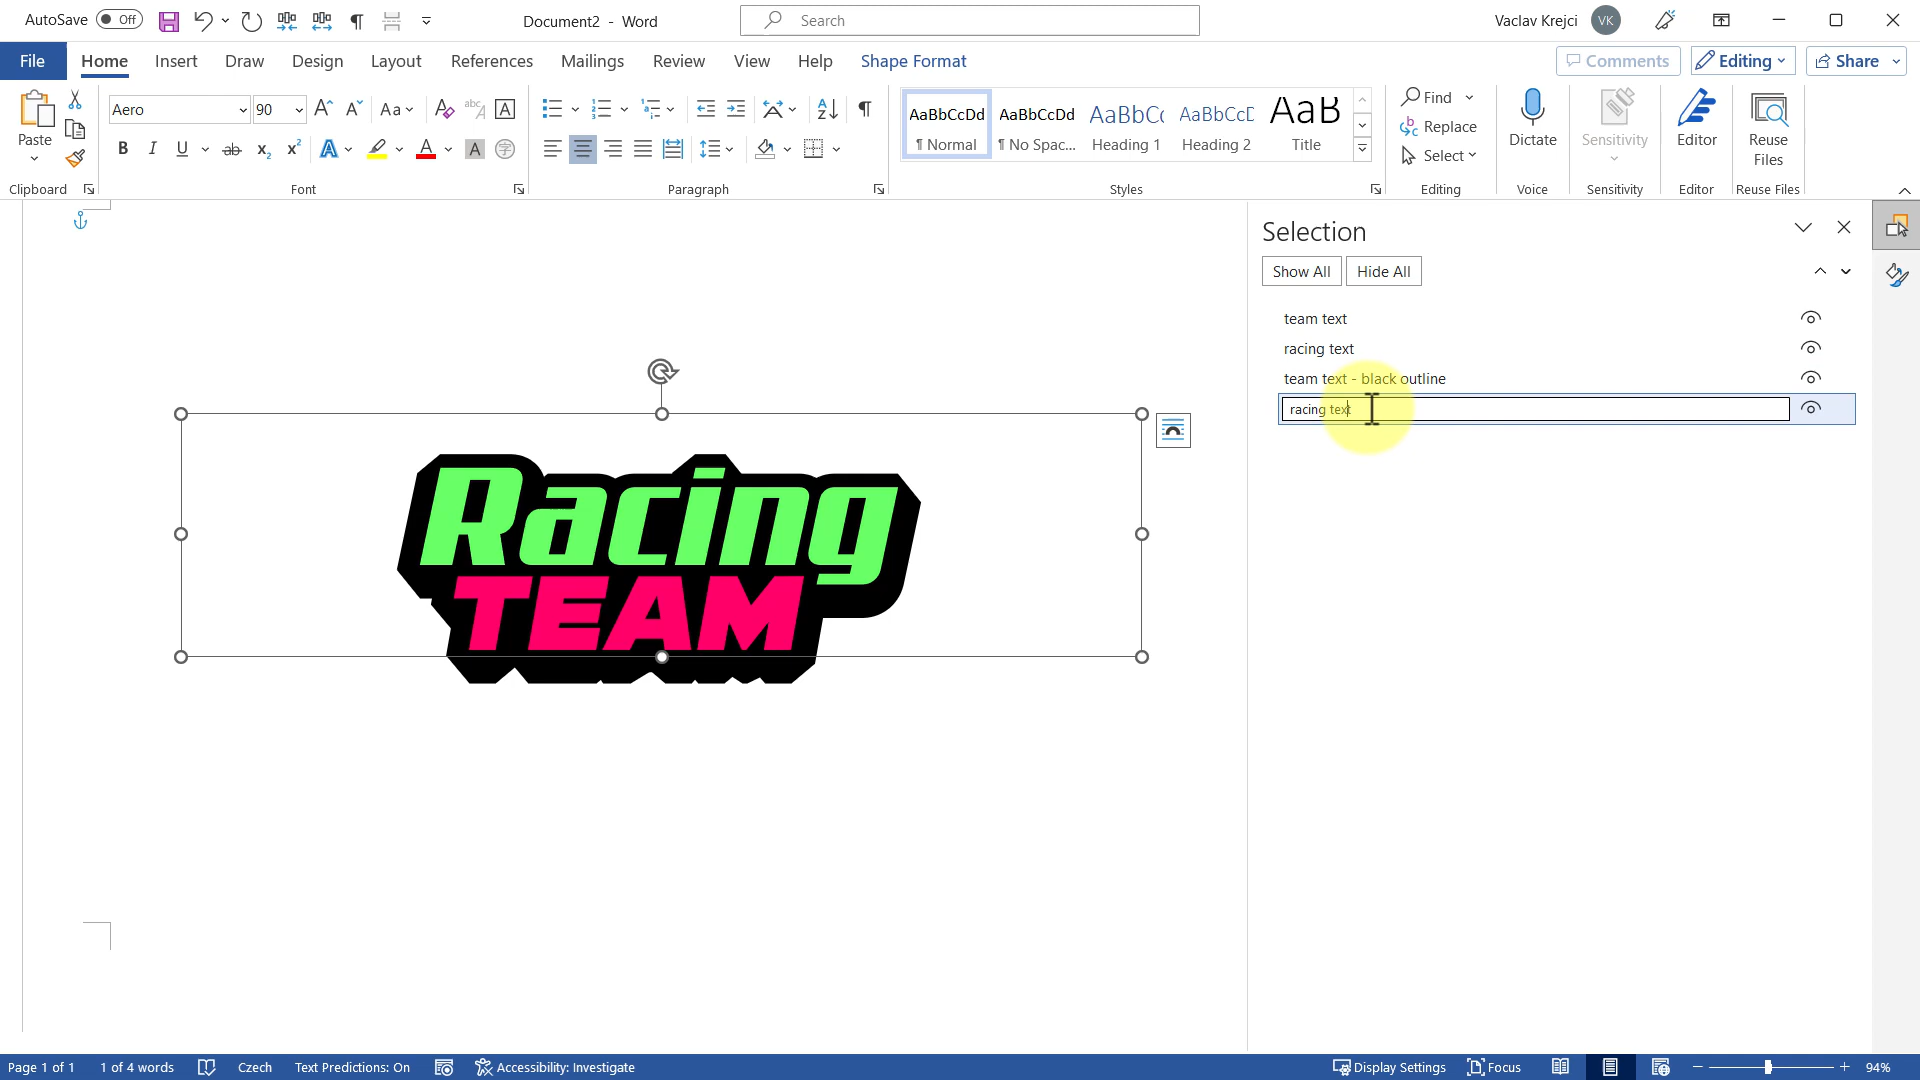 AutoSave Off Document2 - Word Search Vaclav Krejci VK
File Home Insert Draw Design Layout References Mailings Review View Help Shape Format Comments Editing Share
Paste
Clipboard
Aero 90
Font
Paragraph
AaBbCcDd AaBbCcDd AaBbC AaBbCcD AaB
¶ Normal ¶ No Spac... Heading 1 Heading 2 Title
Styles
Find
Replace
Select
Editing
Dictate
Voice
Sensitivity
Sensitivity
Editor
Editor
Reuse
Files
Reuse Files
Selection
Show All Hide All
team text
racing text
team text - black outline
racing text
Racing
TEAM
Page 1 of 1 1 of 4 words Czech Text Predictions: On Accessibility: Investigate Display Settings Focus 94%